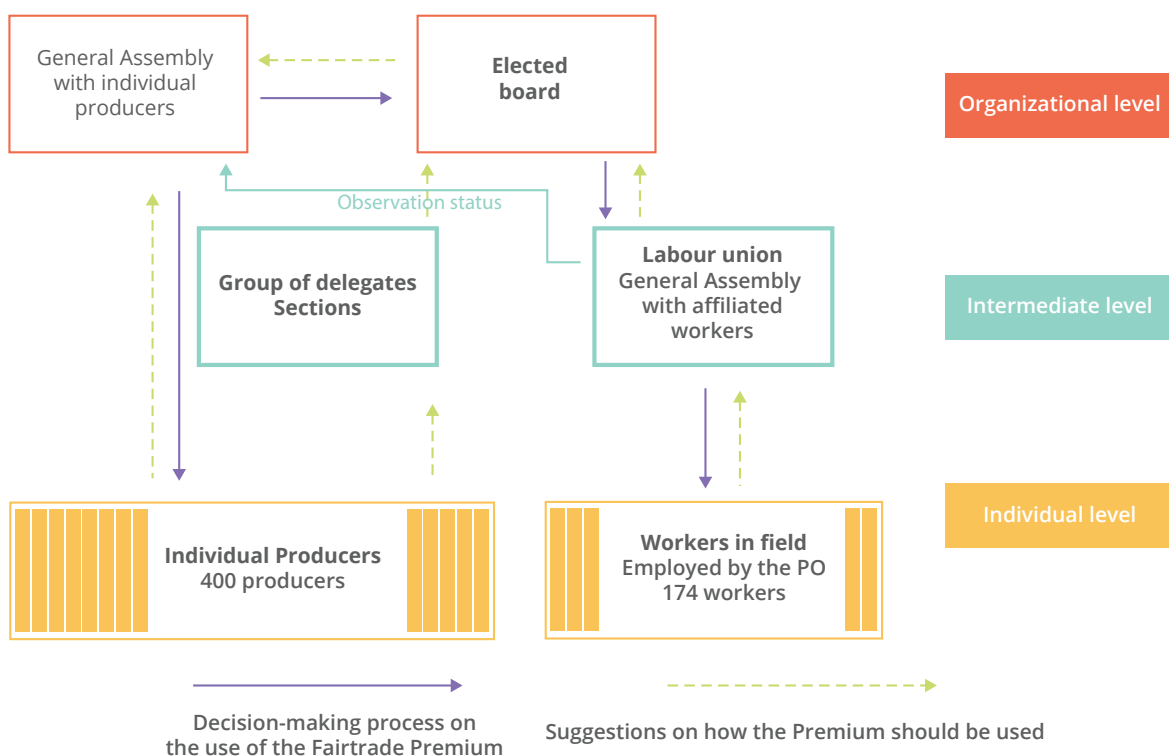 General Assembly
with individual
producers
Elected
board
Organizational level
Observation status
Group of delegates
Sections
Labour union
General Assembly
with affiliated
workers
Intermediate level
Individual Producers
400 producers
Workers in field
Employed by the PO
174 workers
Individual level
Decision-making process on
the use of the Fairtrade Premium
Suggestions on how the Premium should be used